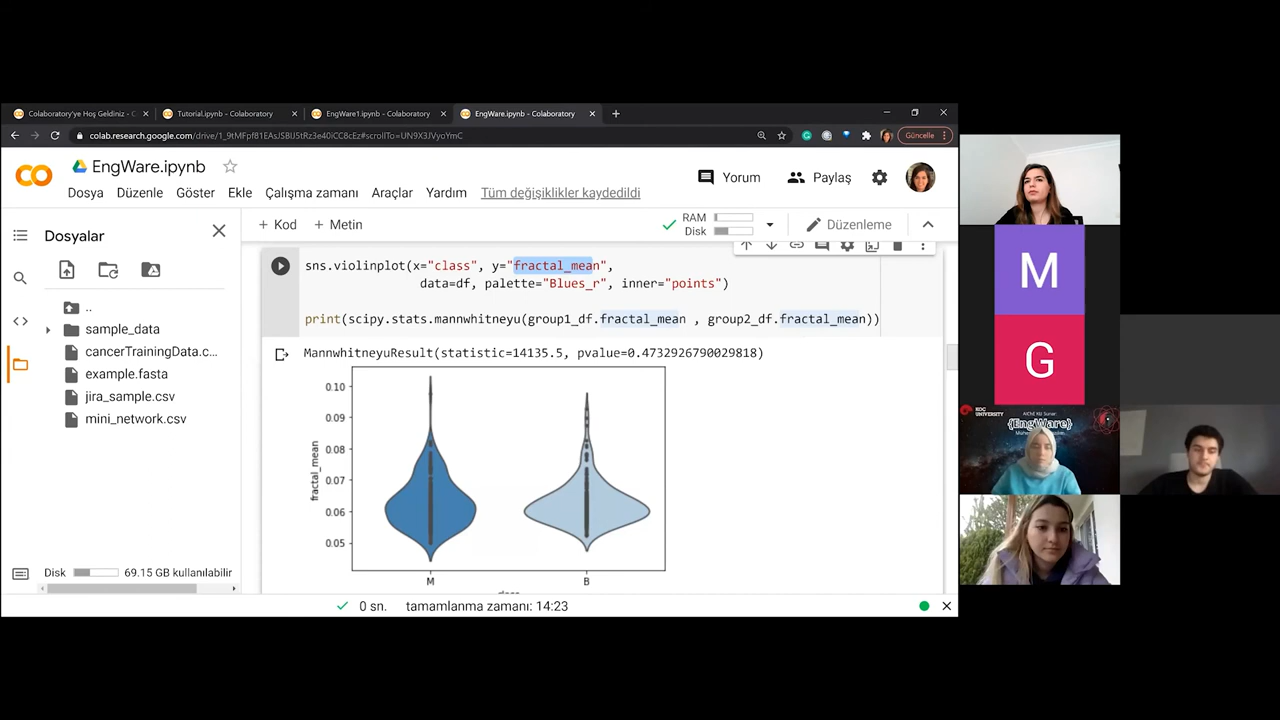 Colaboratory'ye Hoş Geldiniz - C
Tutorial.ipynb - Colaboratory
EngWare1.ipynb - Colaboratory
EngWare.ipynb - Colaboratory
Güncelle
EngWare.ipynb
Yorum
Paylaş
Dosya Düzenle Göster Ekle Çalışma zamanı Araçlar Yardım Tüm değişiklikler kaydedildi
Dosyalar
+ Kod + Metin
RAM
Disk
Düzenleme
..
sample_data
cancerTrainingData.c...
example.fasta
jira_sample.csv
mini_network.csv
Disk 69.15 GB kullanılabilir
sns.violinplot(x="class", y="fractal_mean",
data=df, palette="Blues_r", inner="points")
print(scipy.stats.mannwhitneyu(group1_df.fractal_mean , group2_df.fractal_mean))
MannwhitneyuResult(statistic=14135.5, pvalue=0.4732926790029818)
0.10
0.09
0.08
0.07
0.06
0.05
fractal_mean
M B
class
0 sn. tamamlanma zamanı: 14:23
M
G
KOC
UNIVERSITY
{EngWare}